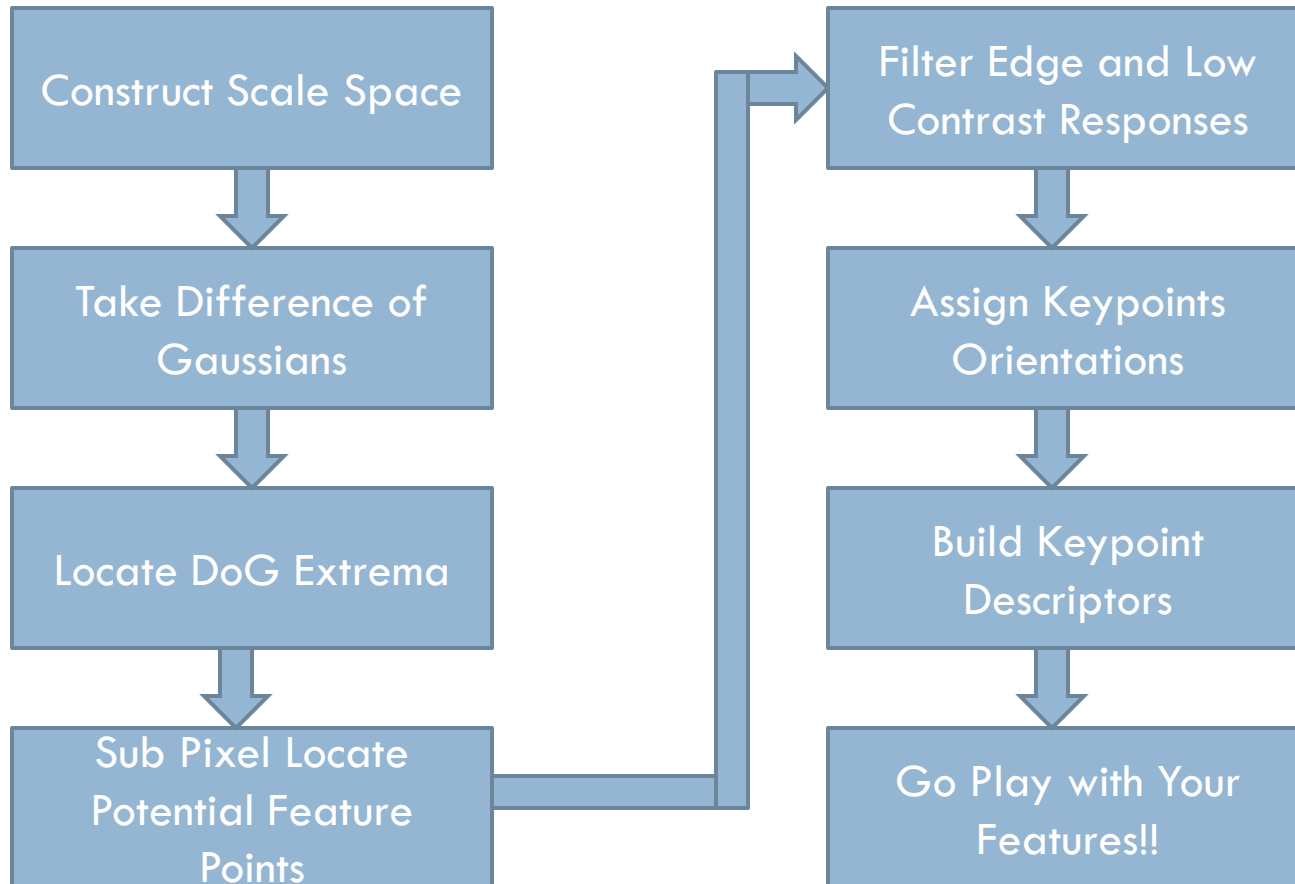 Construct Scale Space
Take Difference of
Gaussians
Locate DoG Extrema
Sub Pixel Locate
Potential Feature
Points
Filter Edge and Low
Contrast Responses
Assign Keypoints
Orientations
Build Keypoint
Descriptors
Go Play with Your
Features!!